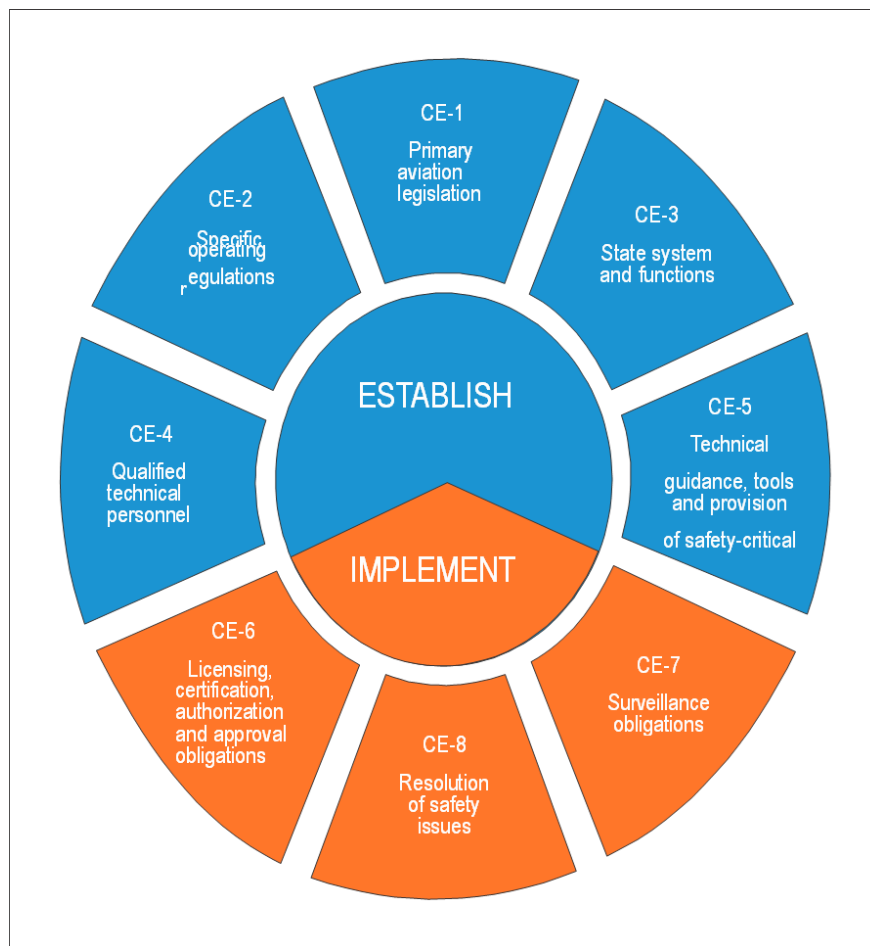 CE-1
Primary
aviation
legislation
CE-2
Specific
operating
regulations
CE-3
State system
and functions
CE-4
Qualified
technical
personnel
CE-5
Technical
guidance, tools
and provision
of safety-critical
ESTABLISH
IMPLEMENT
CE-6
Licensing,
certification,
authorization
and approval
obligations
CE-7
Surveillance
obligations
CE-8
Resolution
of safety
issues